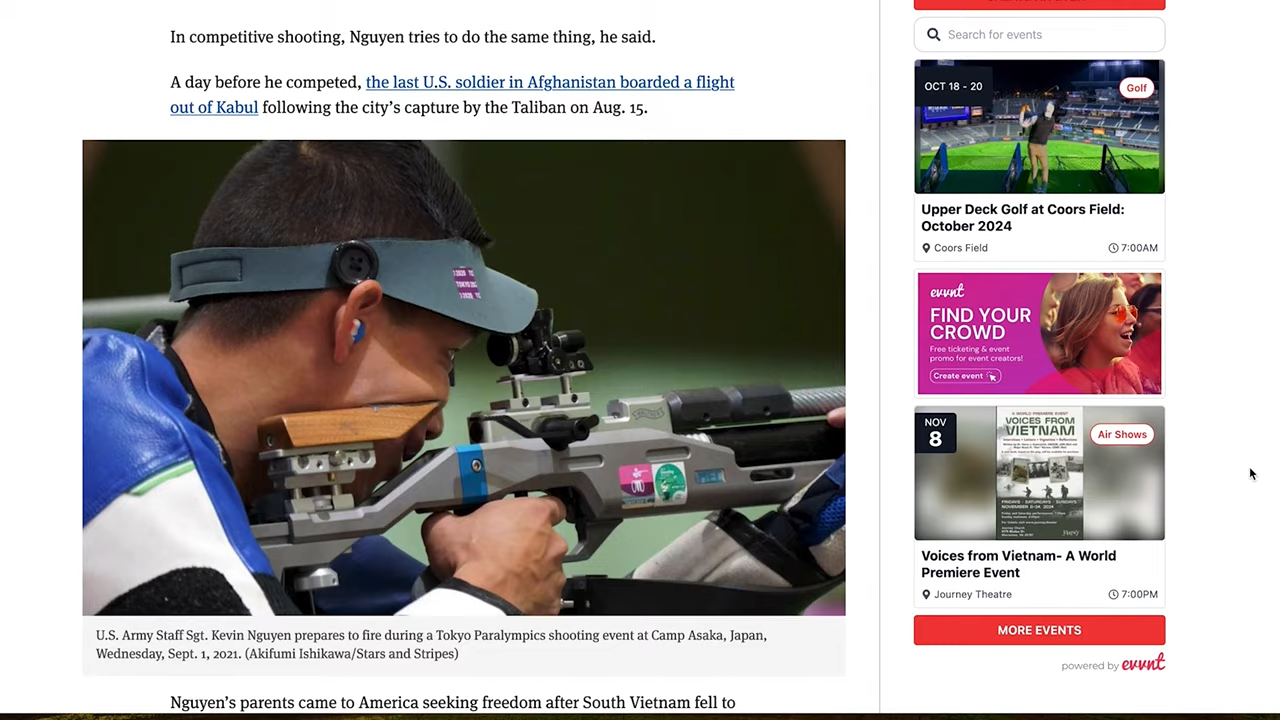 In competitive shooting, Nguyen tries to do the same thing, he said.
A day before he competed, the last U.S. soldier in Afghanistan boarded a flight
out of Kabul following the city's capture by the Taliban on Aug. 15.
U.S. Army Staff Sgt. Kevin Nguyen prepares to fire during a Tokyo Paralympics shooting event at Camp Asaka, Japan,
Wednesday, Sept. 1, 2021. (Akifumi Ishikawa/Stars and Stripes)
Nguyen's parents came to America seeking freedom after South Vietnam fell to
Search for events
OCT 18 - 20
Golf
Upper Deck Golf at Coors Field:
October 2024
Coors Field
7:00AM
evvnt
FIND YOUR
CROWD
Free ticketing & event
promo for event creators!
Create event
NOV
8
Air Shows
A WORLD PREMIERE EVENT
VOICES FROM
VIETNAM
Voices from Vietnam- A World
Premiere Event
Journey Theatre
7:00PM
MORE EVENTS
powered by evvnt